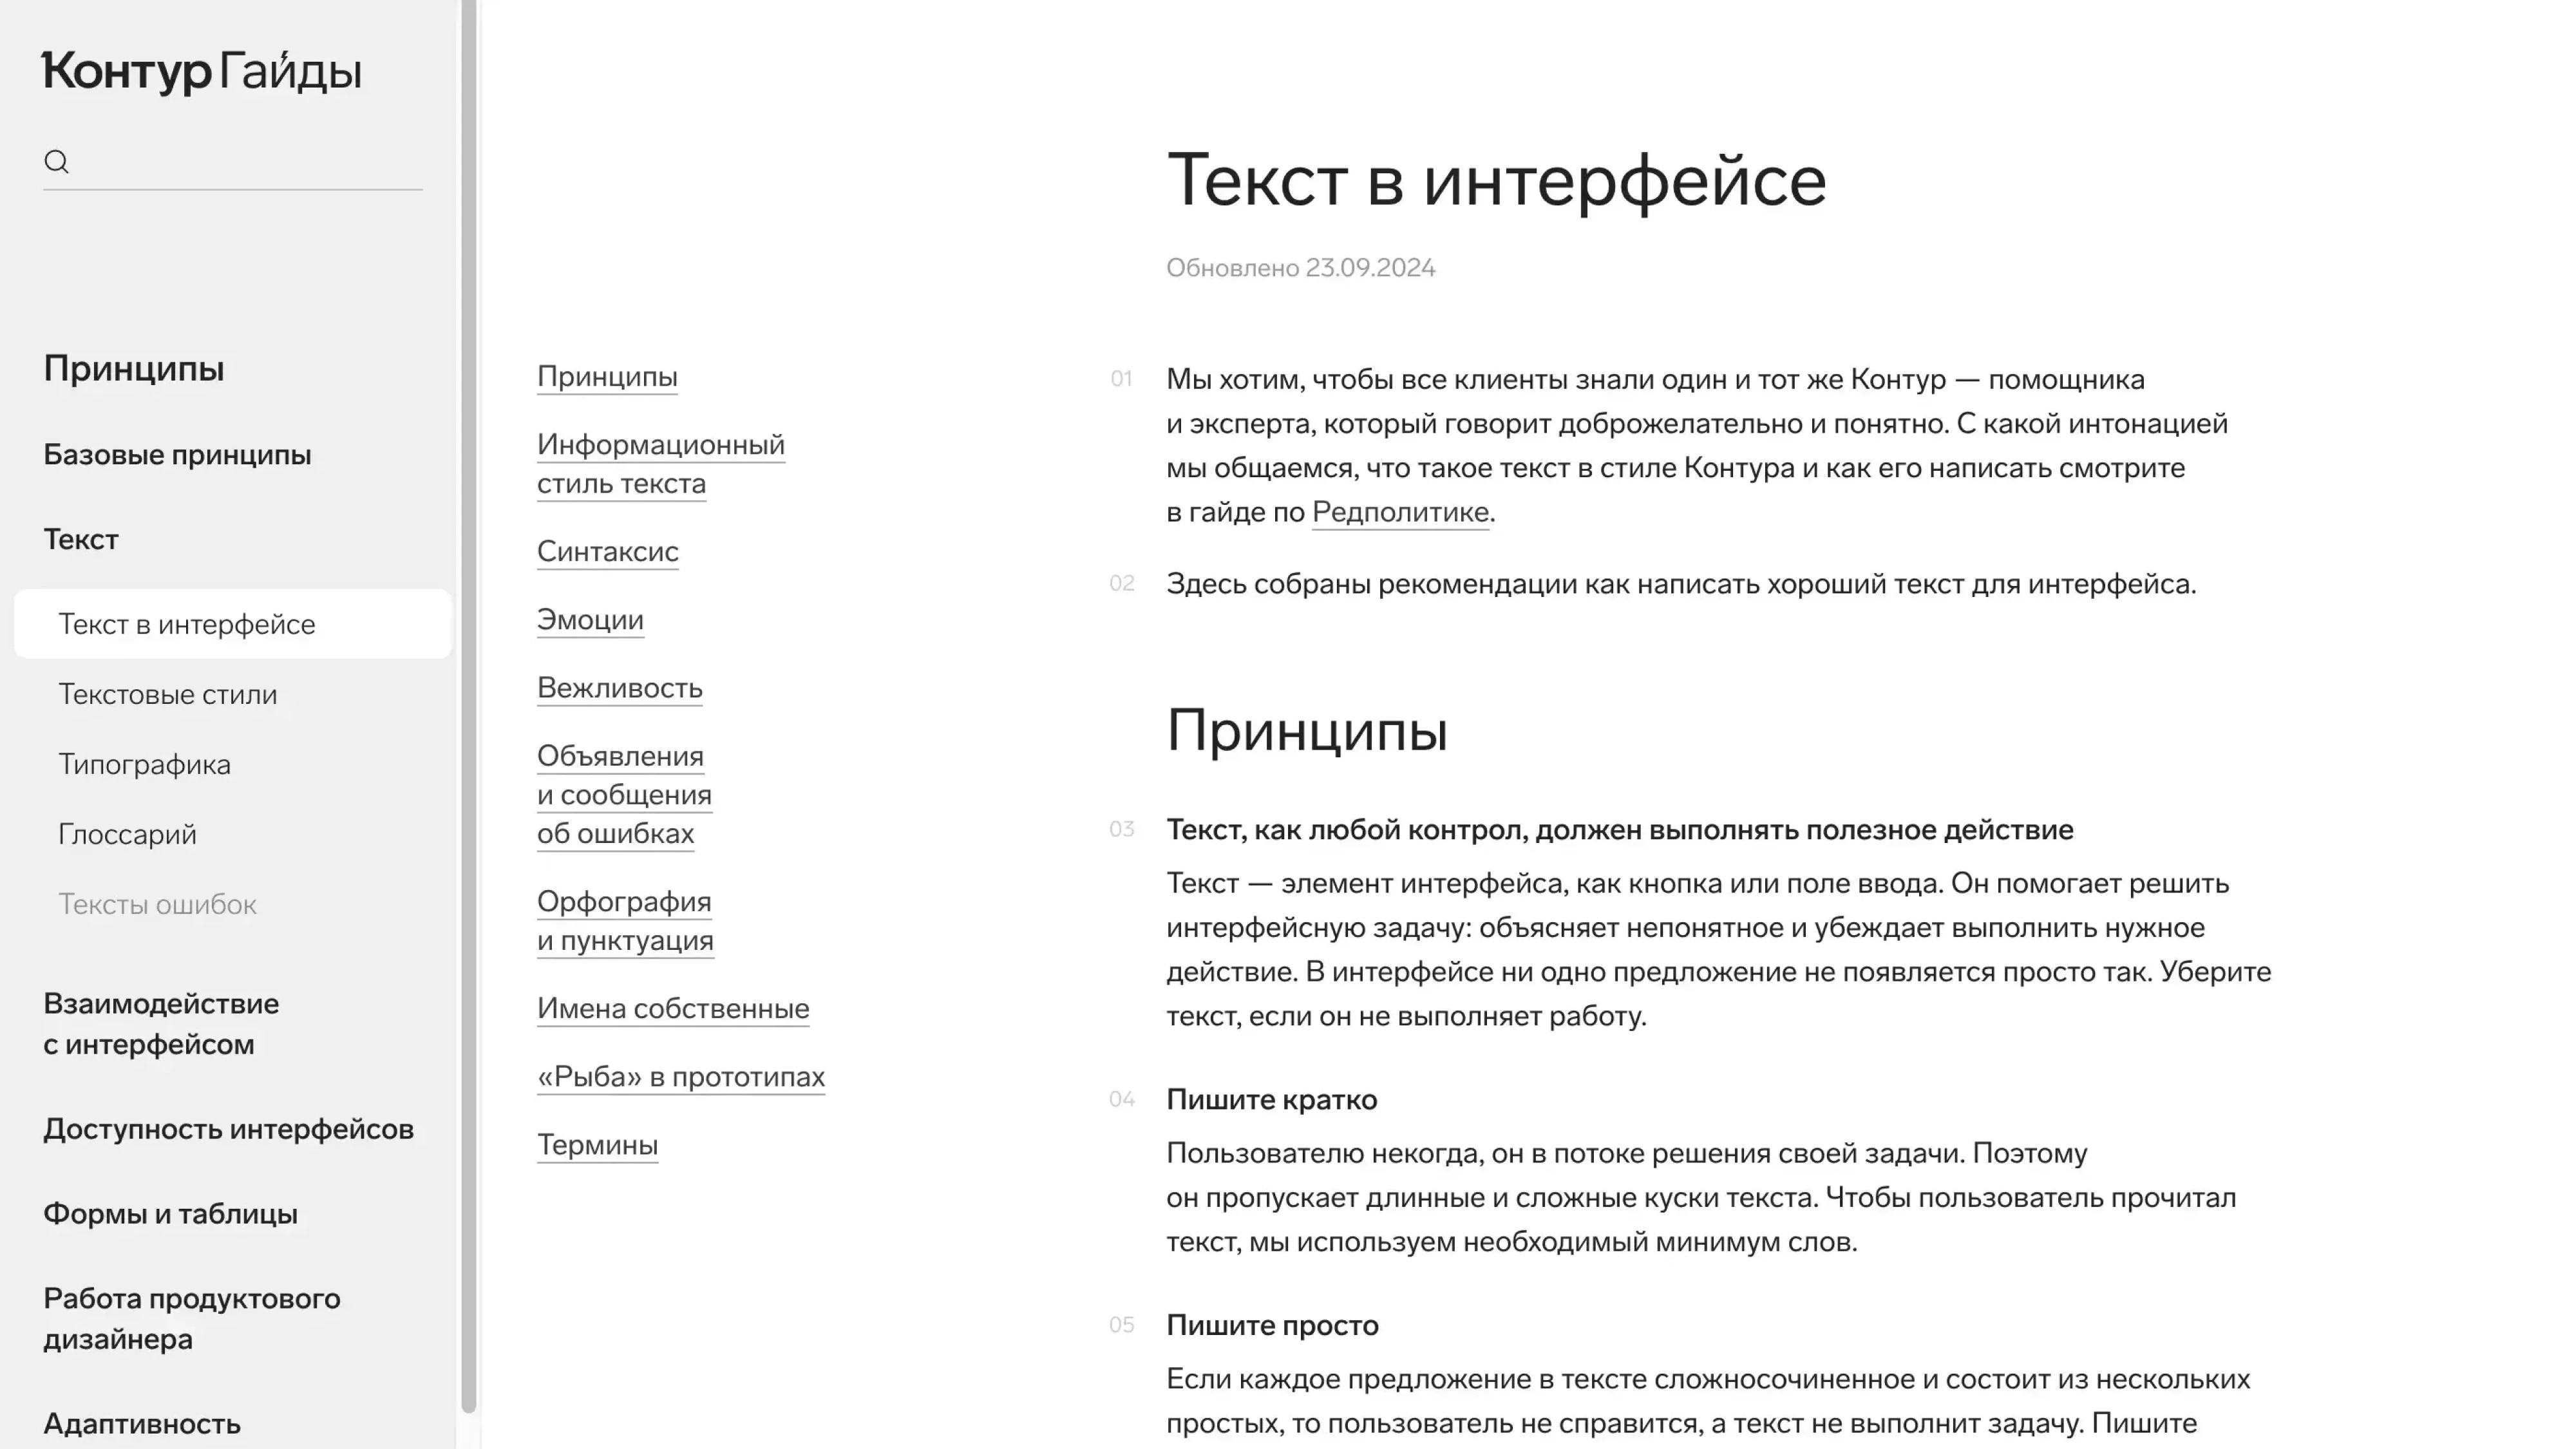 Контур Гайды
Принципы
Базовые принципы
Текст
Текст в интерфейсе
Текстовые стили
Типографика
Глоссарий
Тексты ошибок
Взаимодействие
с интерфейсом
Доступность интерфейсов
Формы и таблицы
Работа продуктового
дизайнера
Адаптивность
Принципы
Информационный
стиль текста
Синтаксис
Эмоции
Вежливость
Объявления
и сообщения
об ошибках
Орфография
и пунктуация
Имена собственные
«Рыба» в прототипах
Термины
Текст в интерфейсе
Обновлено 23.09.2024
01 Мы хотим, чтобы все клиенты знали один и тот же Контур — помощника
и эксперта, который говорит доброжелательно и понятно. С какой интонацией
мы общаемся, что такое текст в стиле Контура и как его написать смотрите
в гайде по Редполитике.
02 Здесь собраны рекомендации как написать хороший текст для интерфейса.
Принципы
03 Текст, как любой контрол, должен выполнять полезное действие
Текст — элемент интерфейса, как кнопка или поле ввода. Он помогает решить
интерфейсную задачу: объясняет непонятное и убеждает выполнить нужное
действие. В интерфейсе ни одно предложение не появляется просто так. Уберите
текст, если он не выполняет работу.
04 Пишите кратко
Пользователю некогда, он в потоке решения своей задачи. Поэтому
он пропускает длинные и сложные куски текста. Чтобы пользователь прочитал
текст, мы используем необходимый минимум слов.
05 Пишите просто
Если каждое предложение в тексте сложносочиненное и состоит из нескольких
простых, то пользователь не справится, а текст не выполнит задачу. Пишите